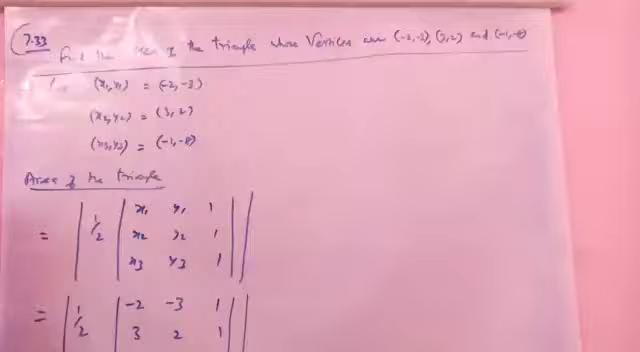 7.33 Find the area of the triangle whose Vertices are (-2,-3), (3,2) and (-1,-8)
(x₁,y₁) = (-2,-3)
(x₂,y₂) = (3,2)
(x₃,y₃) = (-1,-8)
Area of the triangle
= | 1/2 | x₁ y₁ 1 | |
x₂ y₂ 1
x₃ y₃ 1
= | 1/2 | -2 -3 1 | |
3 2 1